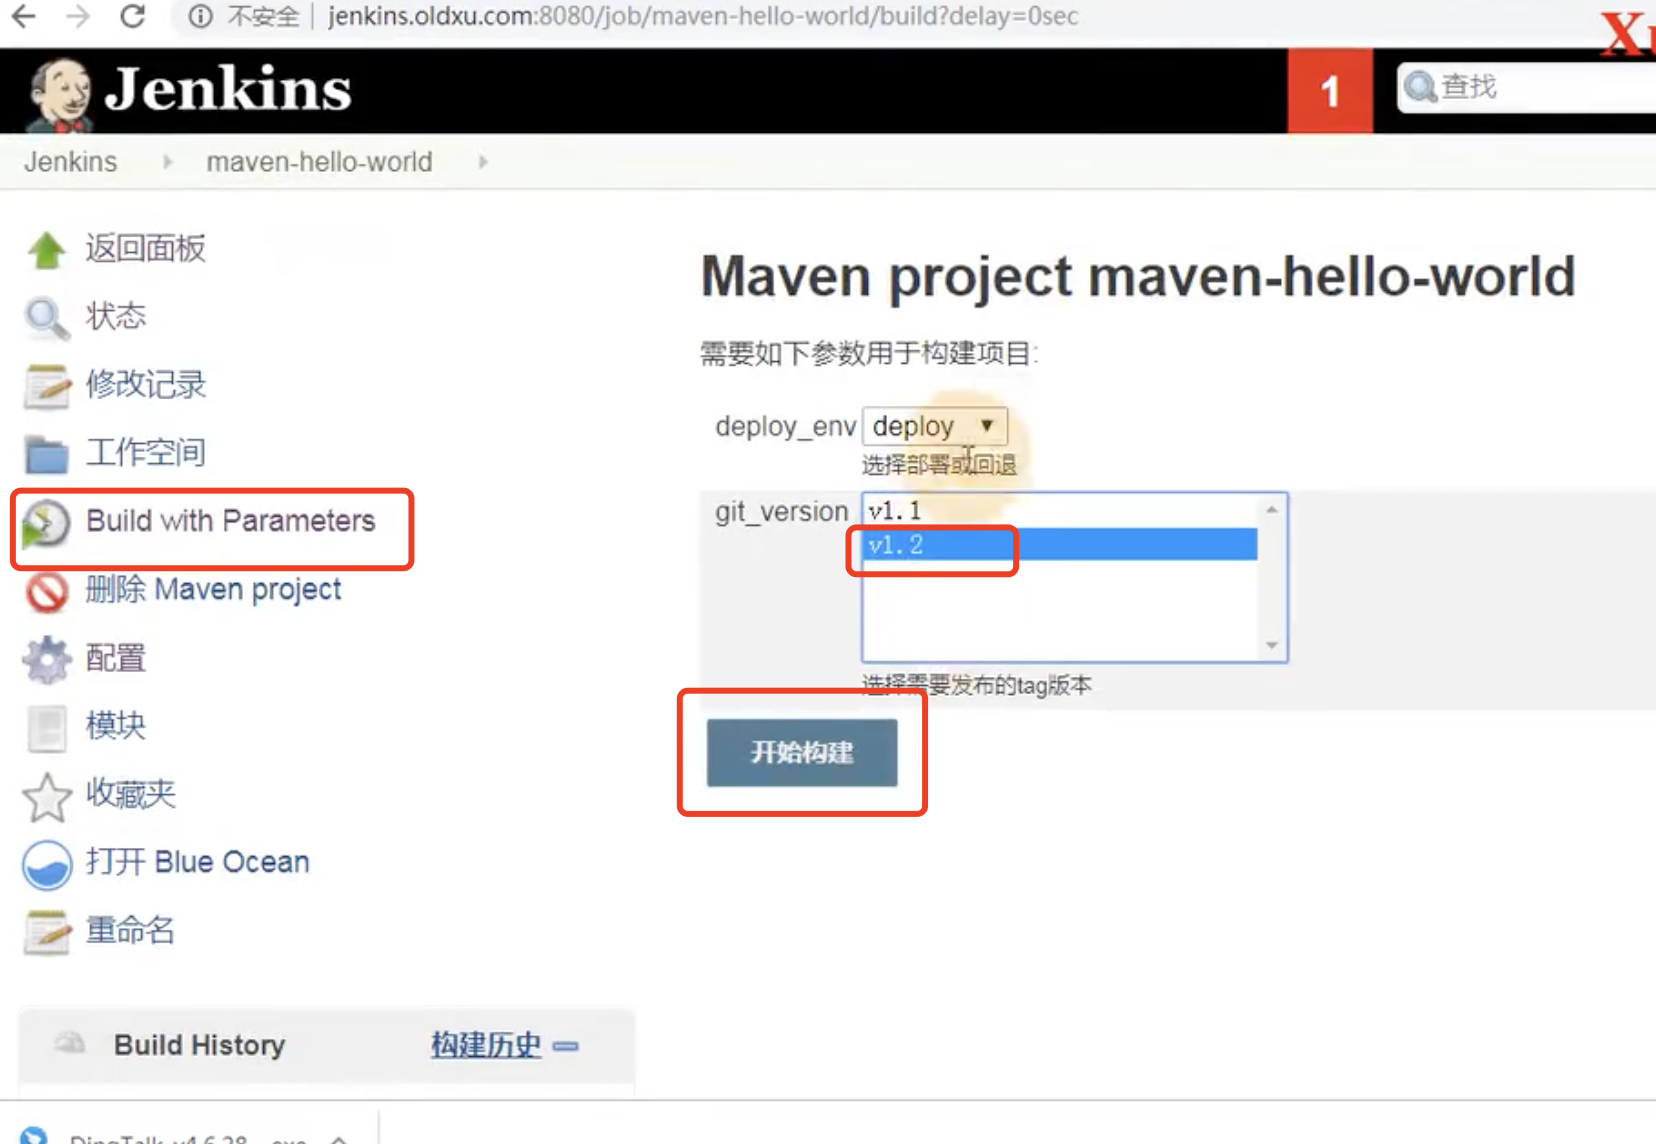 不安全 jenkins.oldxu.com:8080/job/maven-hello-world/build?delay=0sec
Jenkins
1
查找
Jenkins
maven-hello-world
返回面板
状态
修改记录
工作空间
Build with Parameters
删除 Maven project
配置
模块
收藏夹
打开 Blue Ocean
重命名
Maven project maven-hello-world
需要如下参数用于构建项目:
deploy_env deploy
选择部署或回退
git_version v1.1
v1.2
选择需要发布的tag版本
开始构建
Build History 构建历史